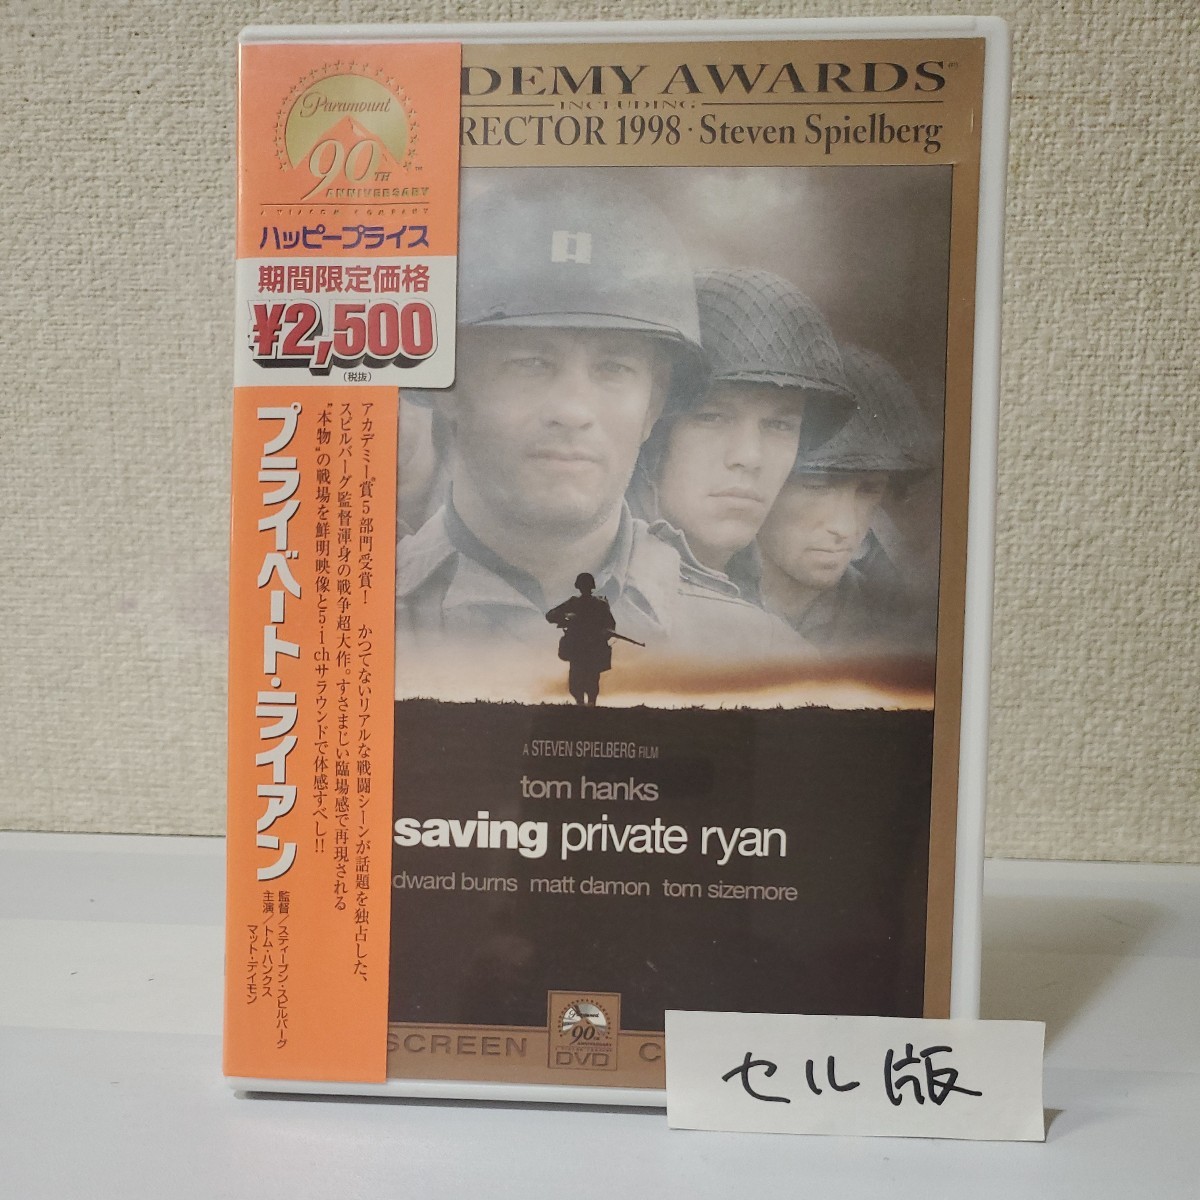 Paramount
90TH
ANNIVERSARY
A VIACOM COMPANY
ハッピープライス
期間限定価格
¥2,500
(税抜)
アカデミー賞5部門受賞! かつてないリアルな戦闘シーンが話題を独占した、
スピルバーグ監督渾身の戦争超大作。すさまじい臨場感で再現される
“本物”の戦場を鮮明映像と5.1chサラウンドで体感すべし!!
プライベート・ライアン
監督/スティーブン・スピルバーグ
主演/トム・ハンクス
マット・デイモン
DEMY AWARDS
INCLUDING
RECTOR 1998 · Steven Spielberg
A STEVEN SPIELBERG FILM
tom hanks
saving private ryan
dward burns matt damon tom sizemore
Paramount
90TH
DVD
SCREEN C
セル版